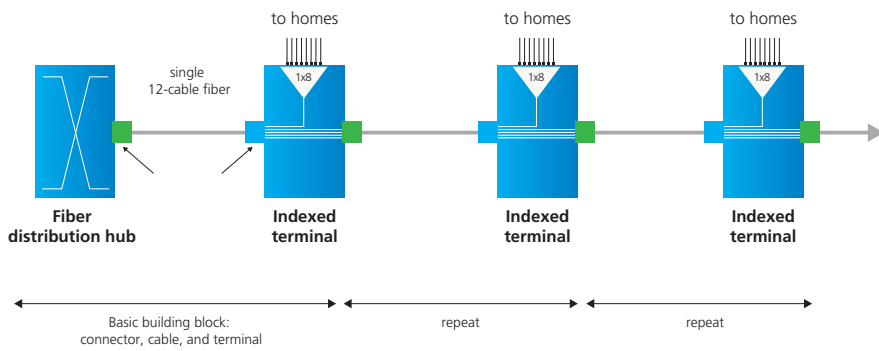 to homes
to homes
to homes
single
12-cable fiber
1x8
1x8
1x8
Fiber
distribution hub
Indexed
terminal
Indexed
terminal
Indexed
terminal
Basic building block:
connector, cable, and terminal
repeat
repeat